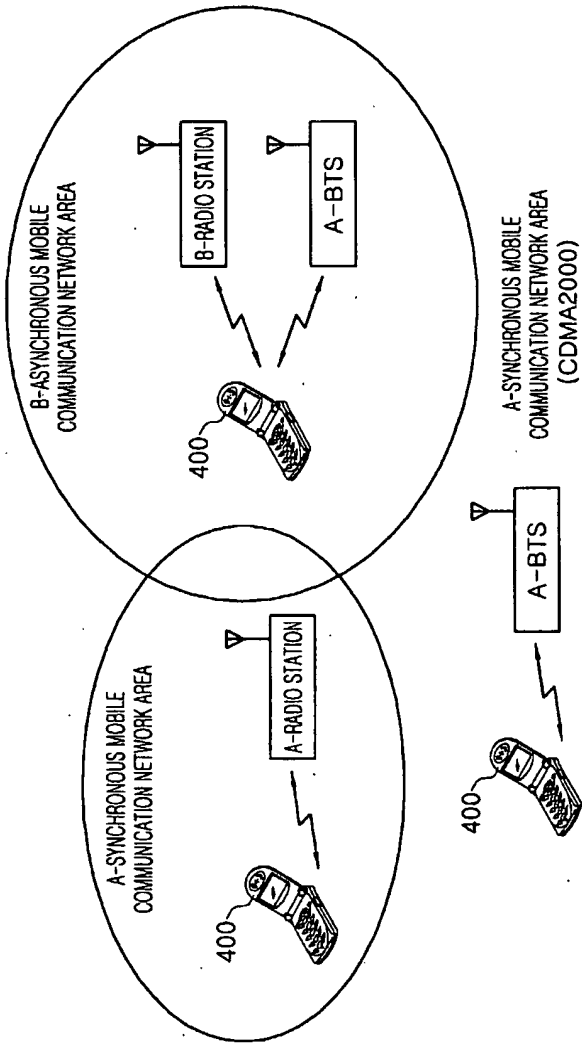 A-SYNCHRONOUS MOBILE
COMMUNICATION NETWORK AREA
400
A-RADIO STATION
B-ASYNCHRONOUS MOBILE
COMMUNICATION NETWORK AREA
400
B-RADIO STATION
A-BTS
400
A-BTS
A-SYNCHRONOUS MOBILE
COMMUNICATION NETWORK AREA
(CDMA2000)